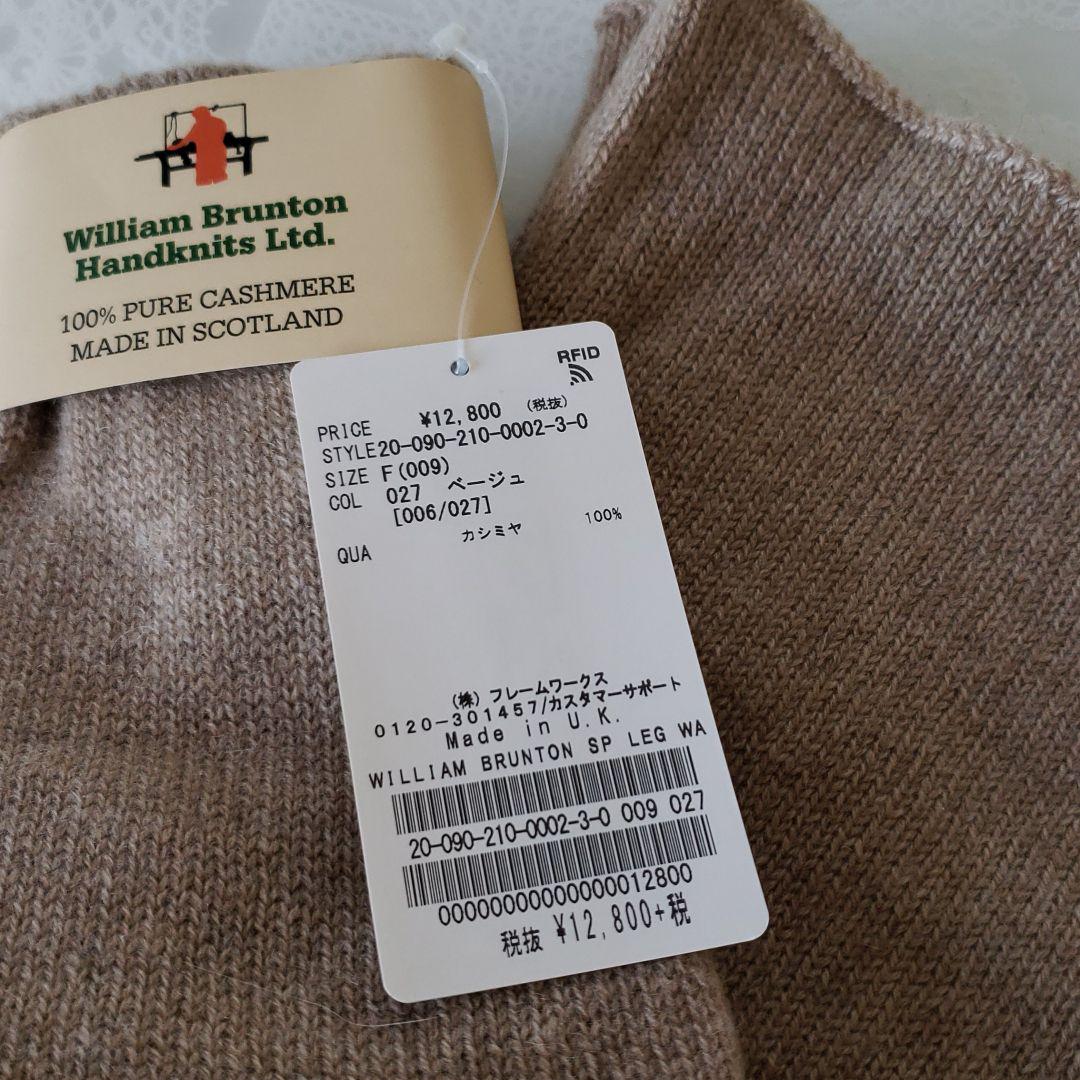 William Brunton
Handknits Ltd.
100% PURE CASHMERE
MADE IN SCOTLAND
RFID
PRICE ¥12,800 (税抜)
STYLE 20-090-210-0002-3-0
SIZE F(009)
COL 027 ベージュ
[006/027]
QUA カシミヤ 100%
(株) フレームワークス
0120-301457/カスタマーサポート
Made in U.K.
WILLIAM BRUNTON SP LEG WA
20-090-210-0002-3-0 009 027
00000000000000012800
税抜 ¥12,800+税